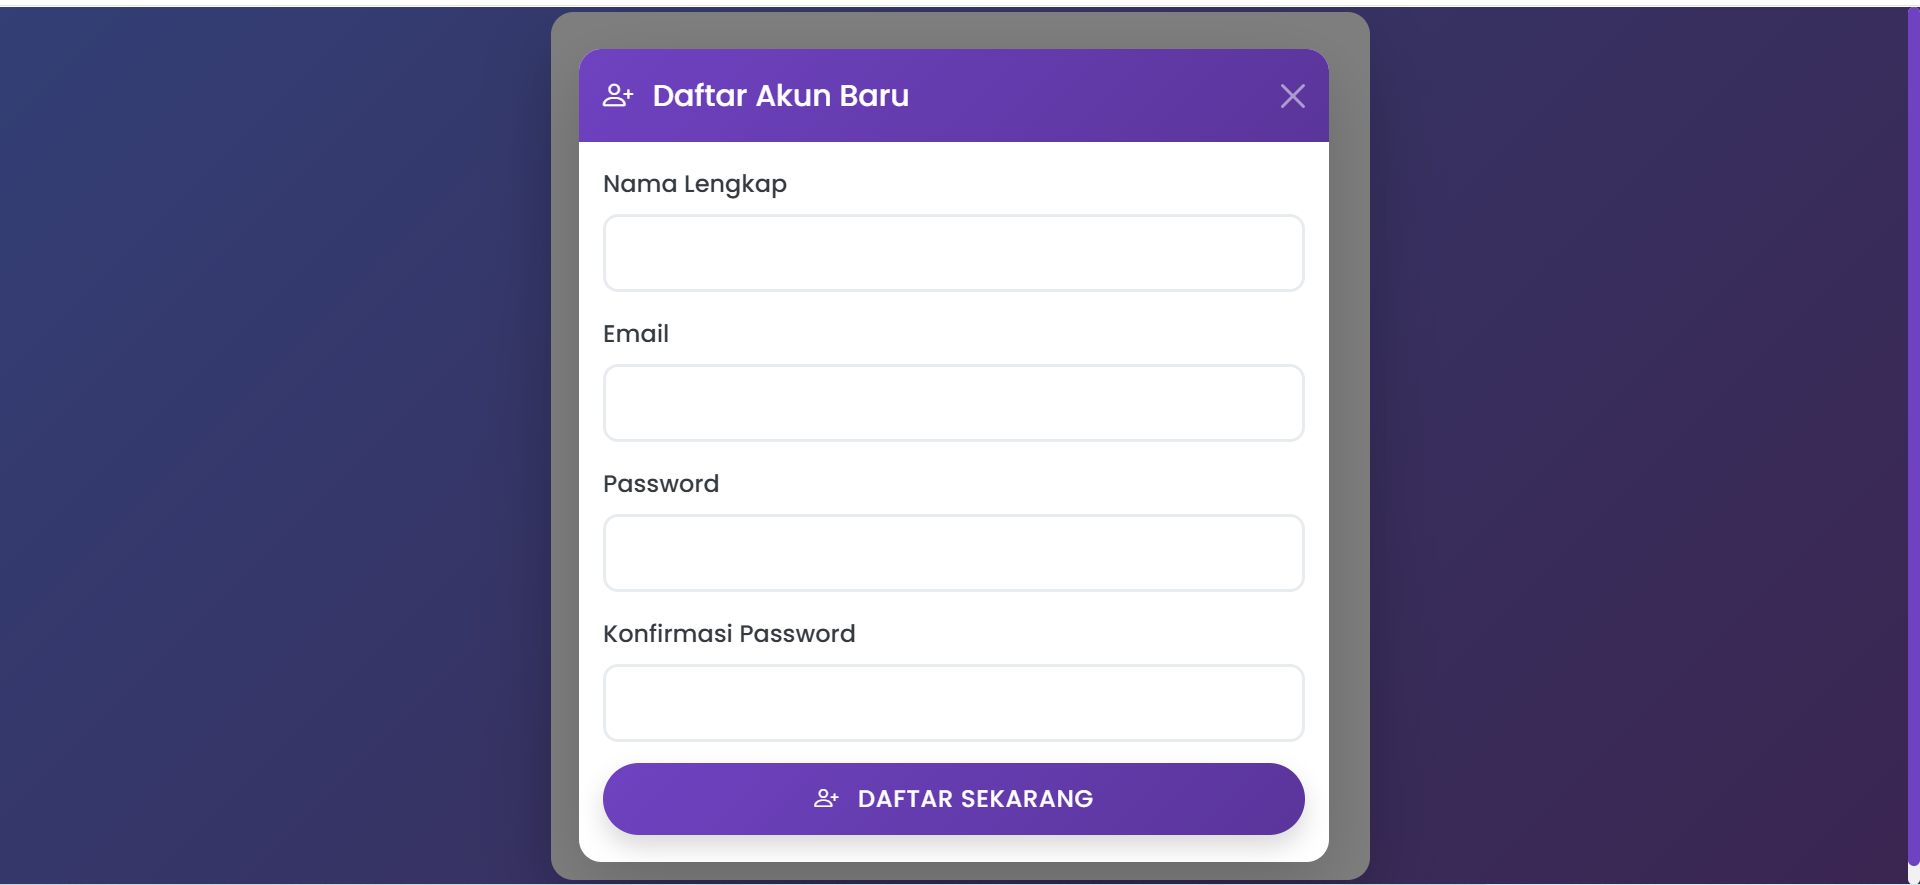 Daftar Akun Baru
Nama Lengkap
Email
Password
Konfirmasi Password
DAFTAR SEKARANG